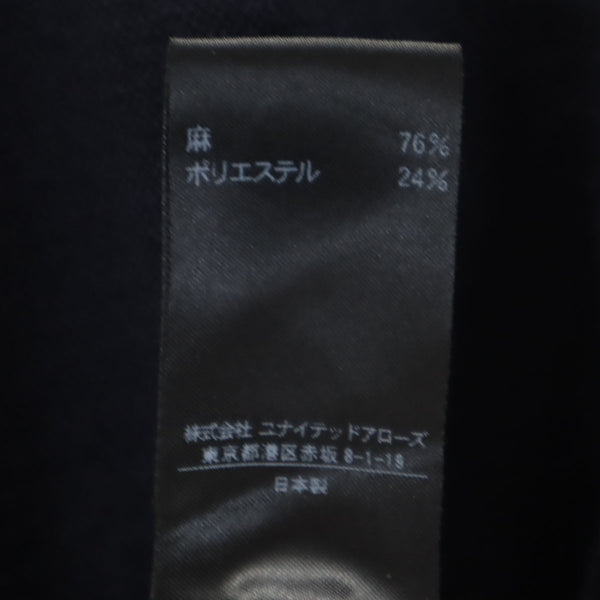 麻 76%
ポリエステル 24%
株式会社 ユナイテッドアローズ
東京都港区赤坂 8-1-19
日本製